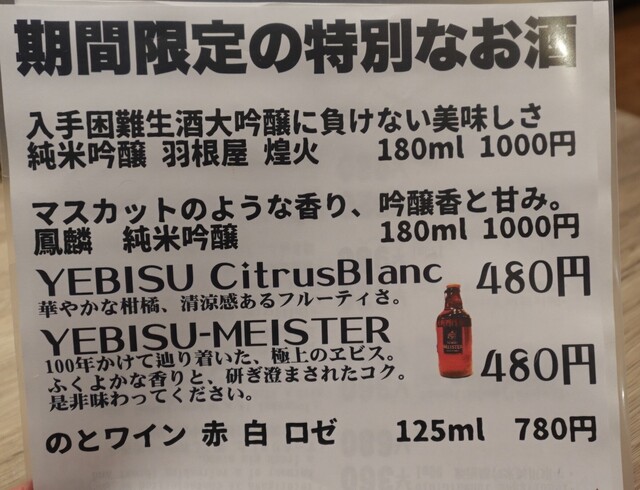 期間限定の特別なお酒
入手困難生酒大吟醸に負けない美味しさ
純米吟醸 羽根屋 煌火 180ml 1000円
マスカットのような香り、吟醸香と甘み。
鳳麟 純米吟醸 180ml 1000円
YEBISU CitrusBlanc 480円
華やかな柑橘、清涼感あるフルーティさ。
YEBISU-MEISTER
100年かけて辿り着いた、極上のヱビス。
ふくよかな香りと、研ぎ澄まされたコク。 480円
是非味わってください。
のとワイン 赤 白 ロゼ 125ml 780円